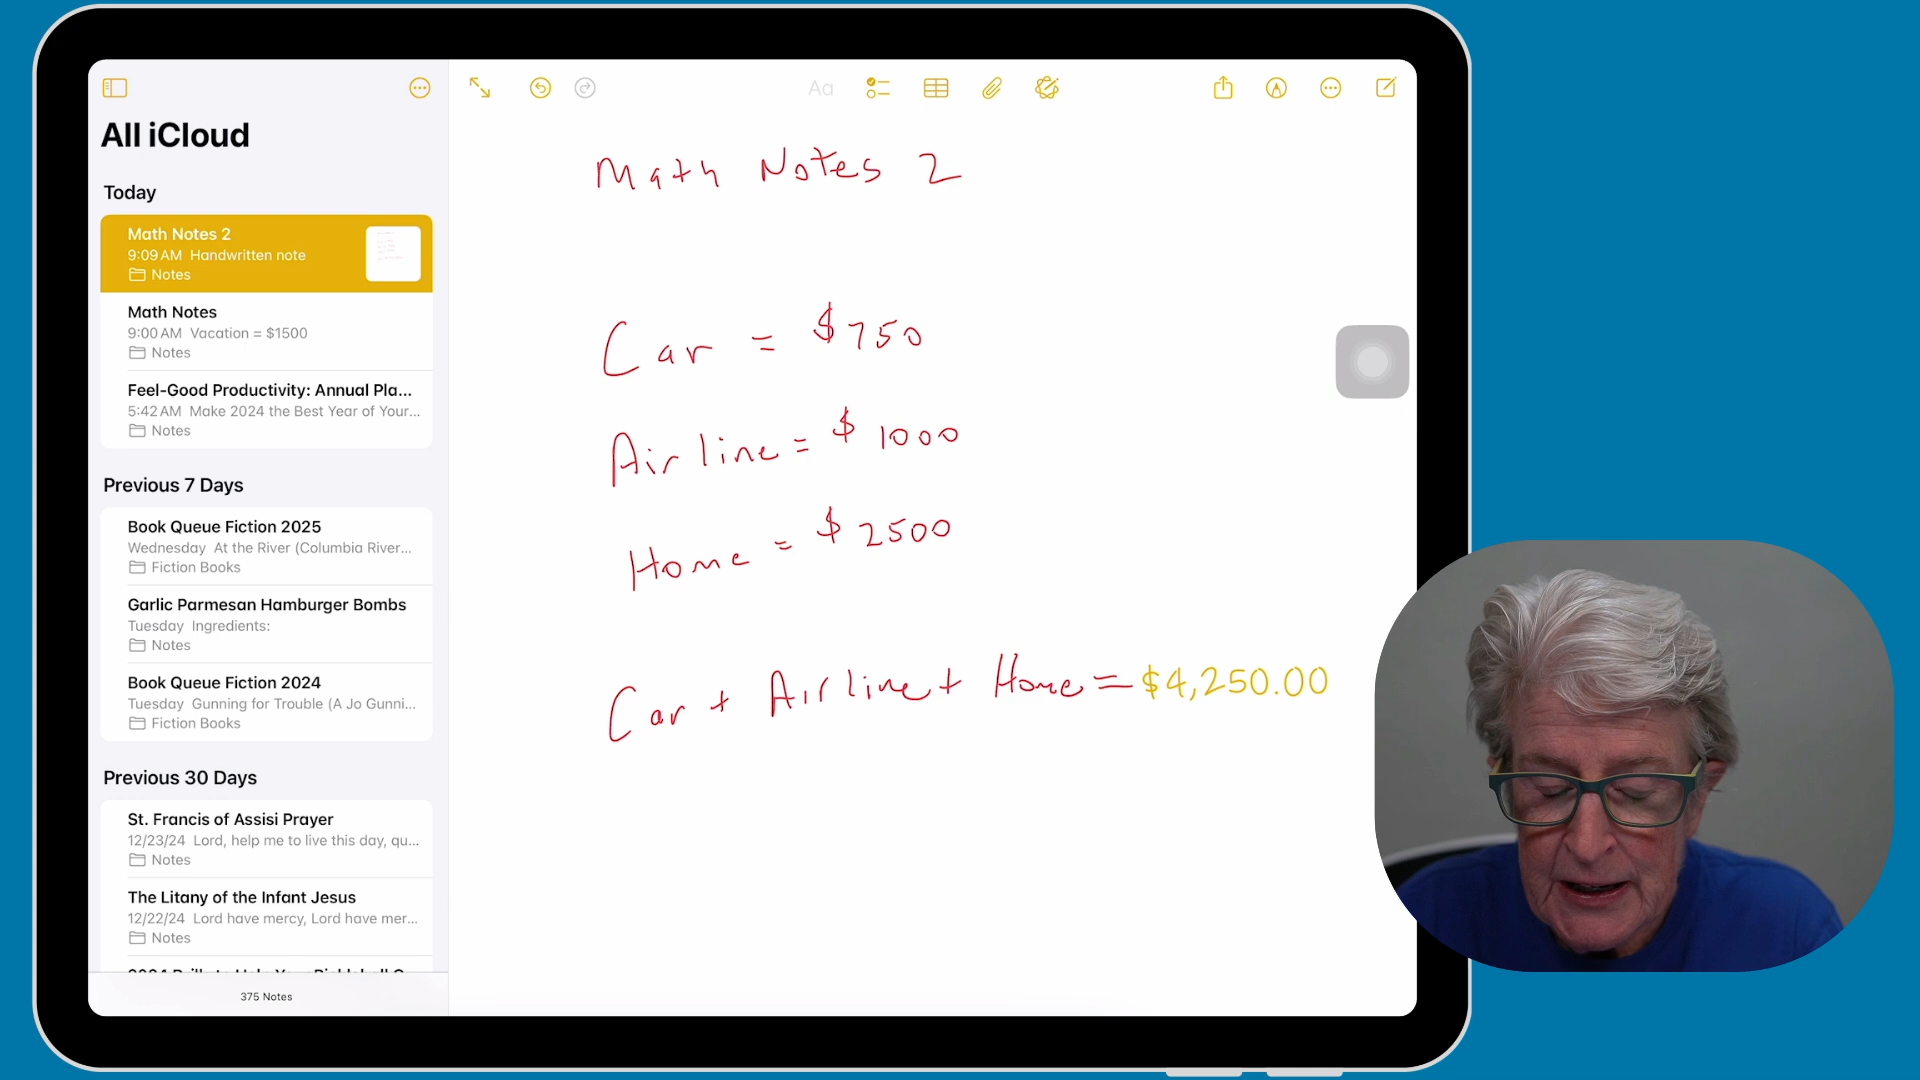 All iCloud
Today
Math Notes 2
9:09 AM Handwritten note
Notes
Math Notes
9:00 AM Vacation = $1500
Notes
Feel-Good Productivity: Annual Pla...
5:42 AM Make 2024 the Best Year of Your...
Notes
Previous 7 Days
Book Queue Fiction 2025
Wednesday At the River (Columbia River...
Fiction Books
Garlic Parmesan Hamburger Bombs
Tuesday Ingredients:
Notes
Book Queue Fiction 2024
Tuesday Gunning for Trouble (A Jo Gunni...
Fiction Books
Previous 30 Days
St. Francis of Assisi Prayer
12/23/24 Lord, help me to live this day, qu...
Notes
The Litany of the Infant Jesus
12/22/24 Lord have mercy, Lord have mer...
Notes
375 Notes
Aa
Math Notes 2
Car = $750
Airline = $1000
Home = $2500
Car + Airline + Home = $4,250.00